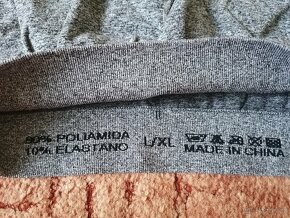 90% POLIAMIDA
10% ELASTANO
L/XL
MADE IN CHINA